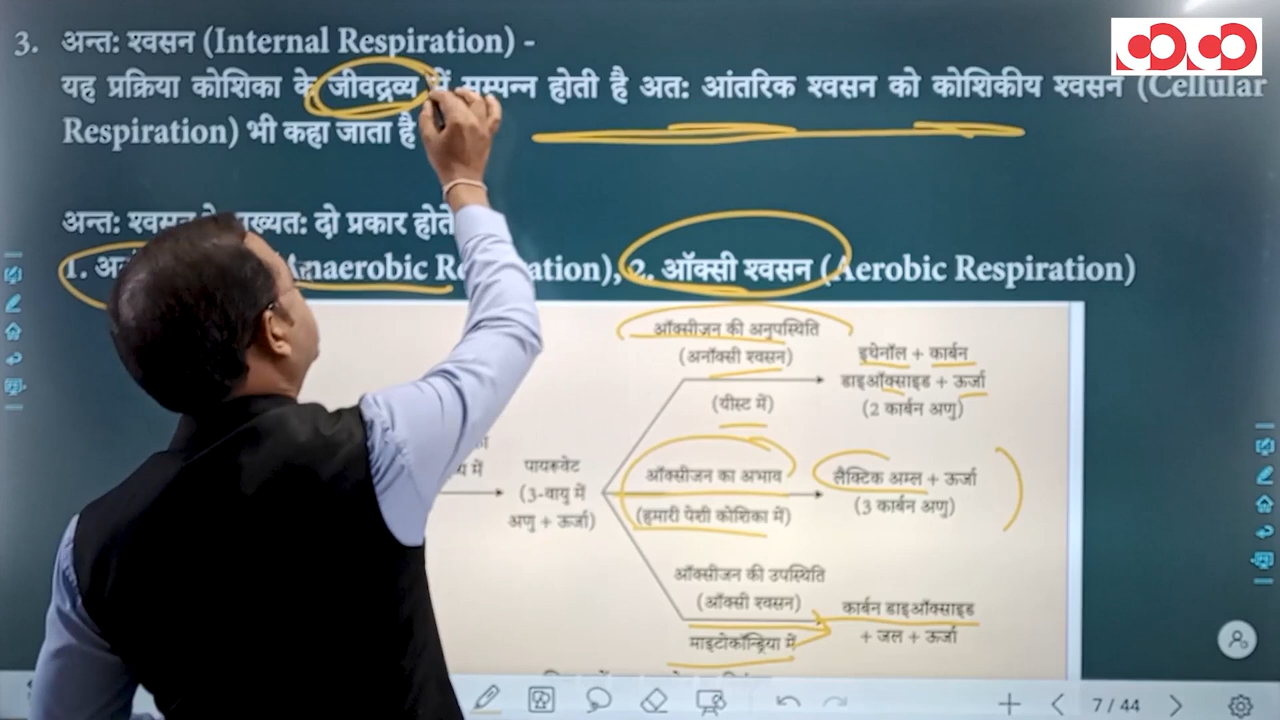 3. अन्त: श्वसन (Internal Respiration) -
यह प्रक्रिया कोशिका के जीवद्रव्य में सम्पन्न होती है अत: आंतरिक श्वसन को कोशिकीय श्वसन (Cellular
Respiration) भी कहा जाता है
अन्त: श्वसन दो प्रकार होते
1. (Anaerobic 2. ऑक्सी श्वसन (Aerobic Respiration)
ऑक्सीजन की अनुपस्थिति
(अनॉक्सी श्वसन)
(यीस्ट में)
इथेनॉल + कार्बन
डाइऑक्साइड + ऊर्जा
(2 कार्बन अणु)
में
पायरूवेट
(3-वायु में
अणु + ऊर्जा)
ऑक्सीजन का अभाव
(हमारी पेशी कोशिका में)
लैक्टिक अम्ल + ऊर्जा
(3 कार्बन अणु)
ऑक्सीजन की उपस्थिति
(ऑक्सी श्वसन)
माइटोकॉन्ड्रिया में
कार्बन डाइऑक्साइड
+ जल + ऊर्जा
7 / 44